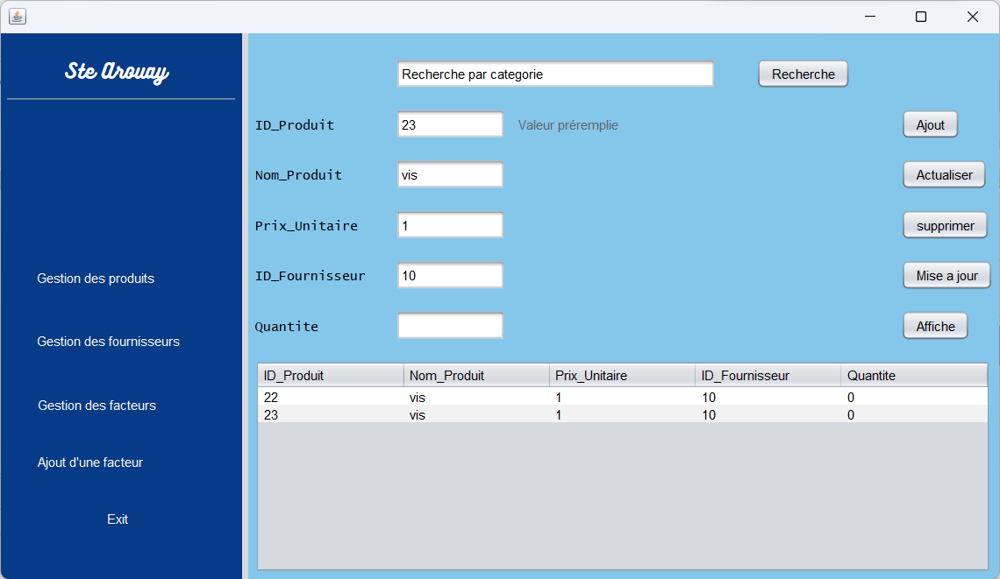 Ste Arouay
Gestion des produits
Gestion des fournisseurs
Gestion des facteurs
Ajout d'une facteur
Exit
Recherche par categorie Recherche
ID_Produit 23 Valeur préremplie Ajout
Nom_Produit vis Actualiser
Prix_Unitaire 1 supprimer
ID_Fournisseur 10 Mise a jour
Quantite Affiche
ID_Produit Nom_Produit Prix_Unitaire ID_Fournisseur Quantite
22 vis 1 10 0
23 vis 1 10 0